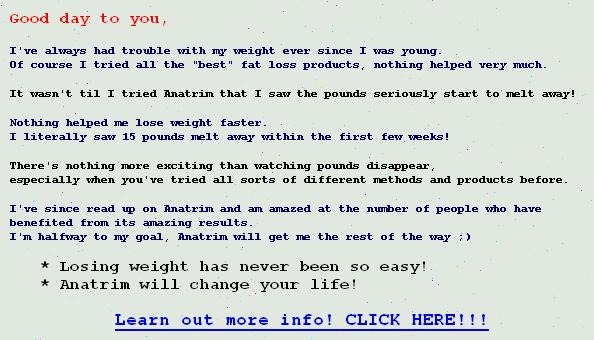 Good day to you,
I've always had trouble with my weight ever since I was young.
Of course I tried all the "best" fat loss products, nothing helped very much.
It wasn't til I tried Anatrim that I saw the pounds seriously start to melt away!
Nothing helped me lose weight faster.
I literally saw 15 pounds melt away within the first few weeks!
There's nothing more exciting than watching pounds disappear,
especially when you've tried all sorts of different methods and products before.
I've since read up on Anatrim and am amazed at the number of people who have
benefited from its amazing results.
I'm halfway to my goal, Anatrim will get me the rest of the way ;)
* Losing weight has never been so easy!
* Anatrim will change your life!
Learn out more info! CLICK HERE!!!